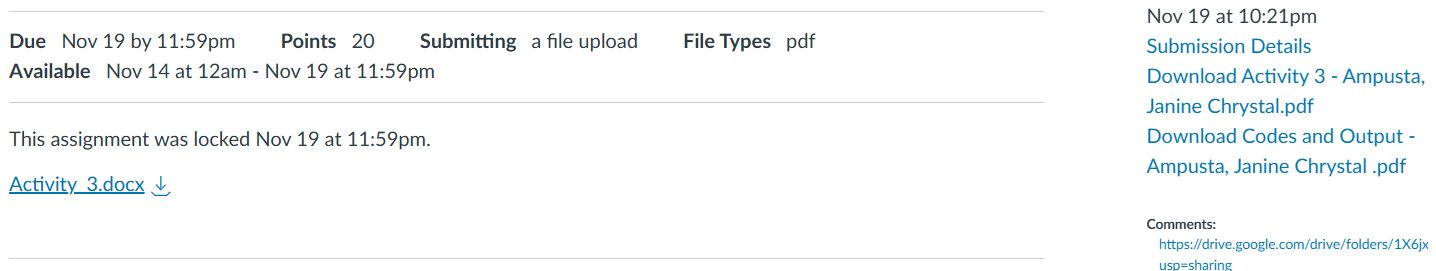 Due Nov 19 by 11:59pm Points 20 Submitting a file upload File Types pdf
Available Nov 14 at 12am - Nov 19 at 11:59pm
This assignment was locked Nov 19 at 11:59pm.
Activity_3.docx
Nov 19 at 10:21pm
Submission Details
Download Activity 3 - Ampusta,
Janine Chrystal.pdf
Download Codes and Output -
Ampusta, Janine Chrystal .pdf
Comments:
https://drive.google.com/drive/folders/1X6jx
usp=sharing